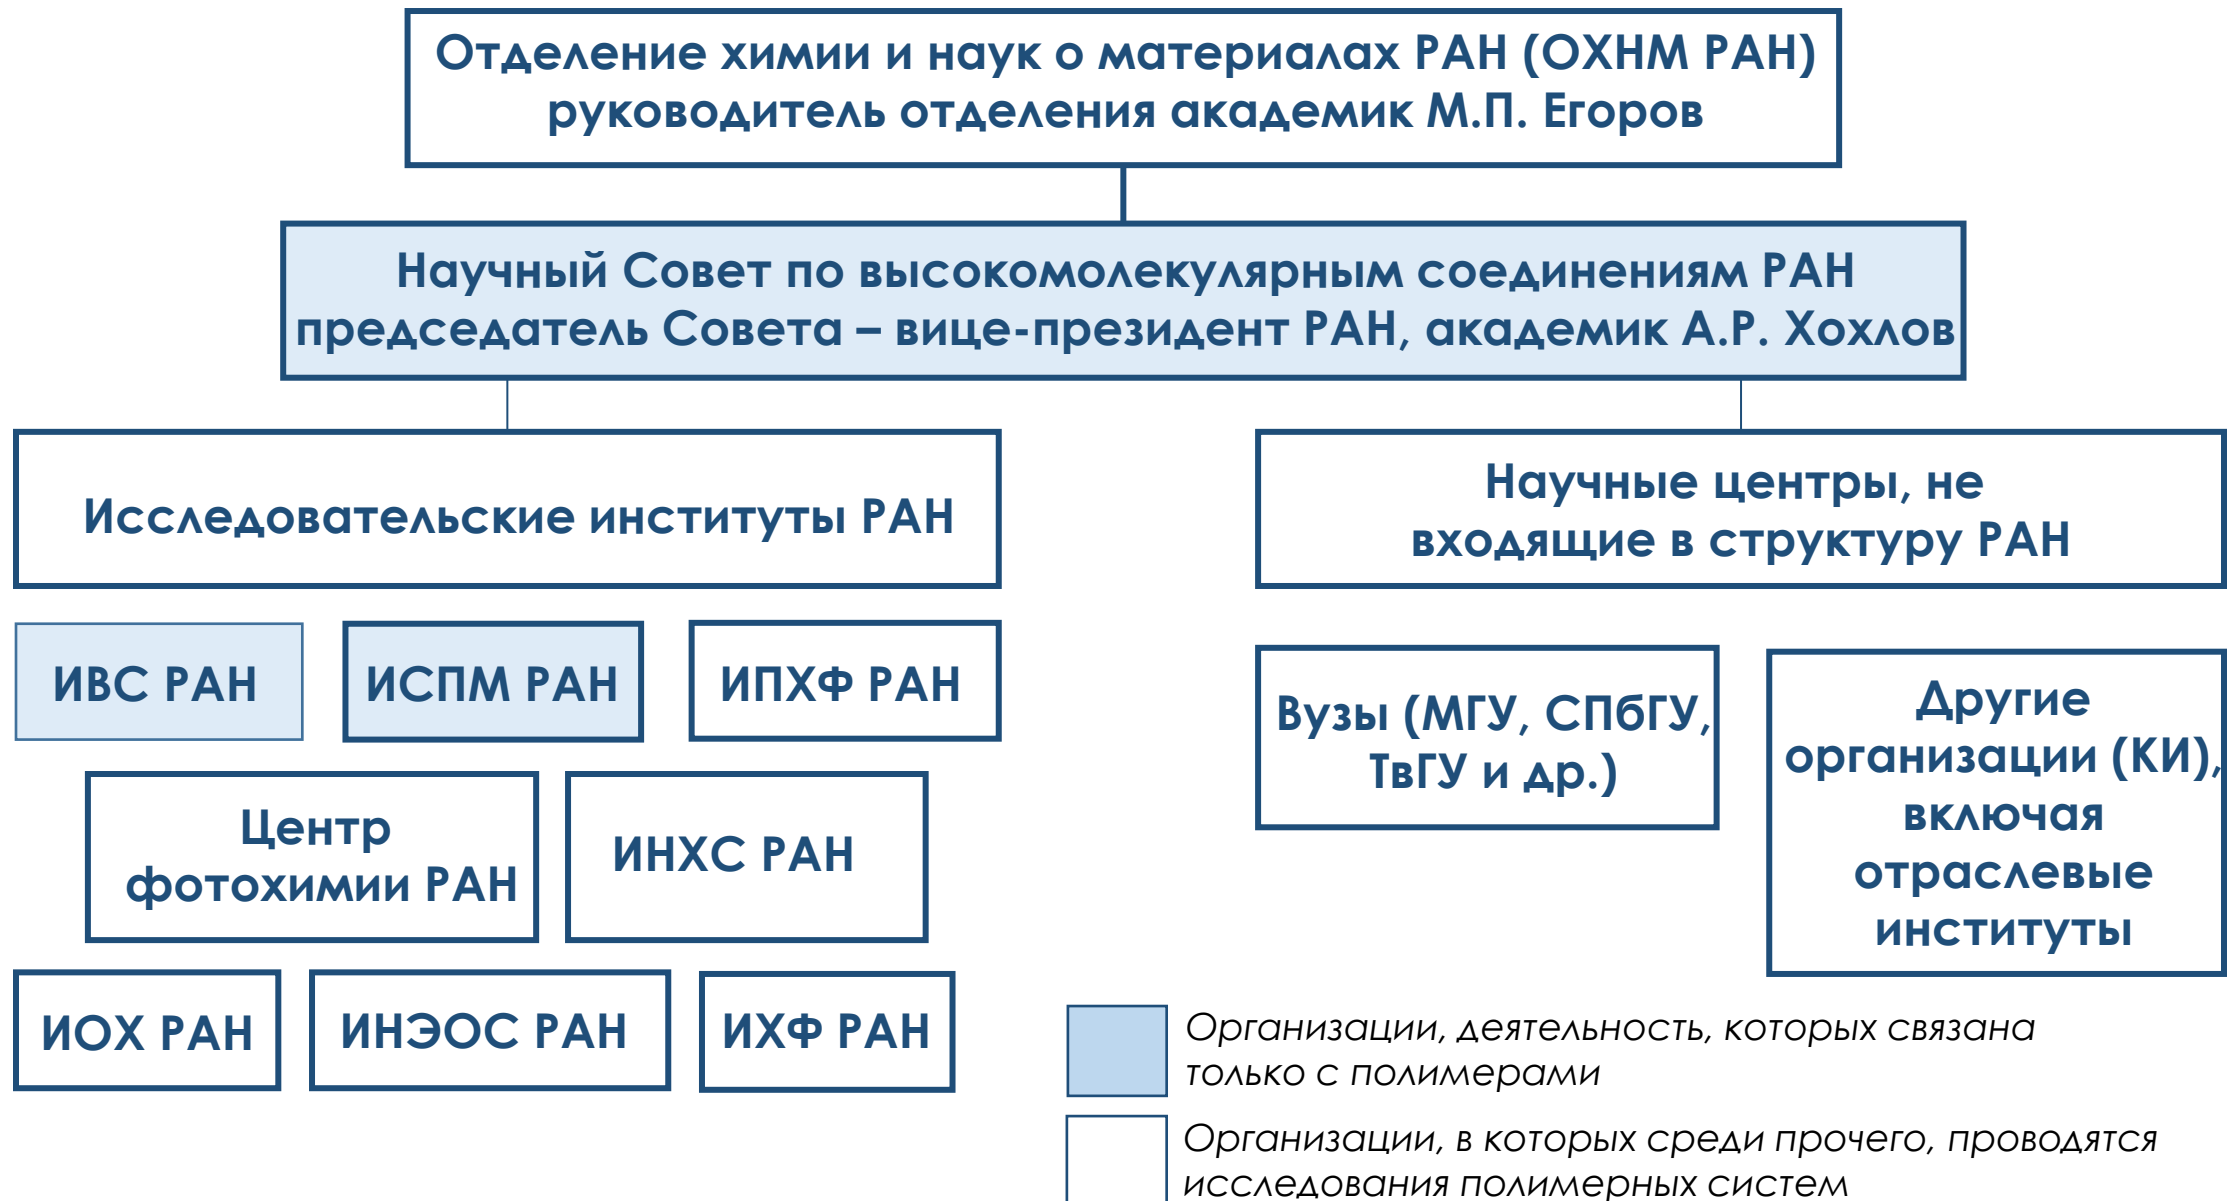 Отделение химии и наук о материалах РАН (ОХНМ РАН)
руководитель отделения академик М.П. Егоров
Научный Совет по высокомолекулярным соединениям РАН
председатель Совета – вице-президент РАН, академик А.Р. Хохлов
Исследовательские институты РАН
Научные центры, не
входящие в структуру РАН
ИВС РАН
ИСПМ РАН
ИПХФ РАН
Центр
фотохимии РАН
ИНХС РАН
ИОХ РАН
ИНЭОС РАН
ИХФ РАН
Вузы (МГУ, СПбГУ,
ТвГУ и др.)
Другие
организации (КИ),
включая
отраслевые
институты
Организации, деятельность, которых связана
только с полимерами
Организации, в которых среди прочего, проводятся
исследования полимерных систем